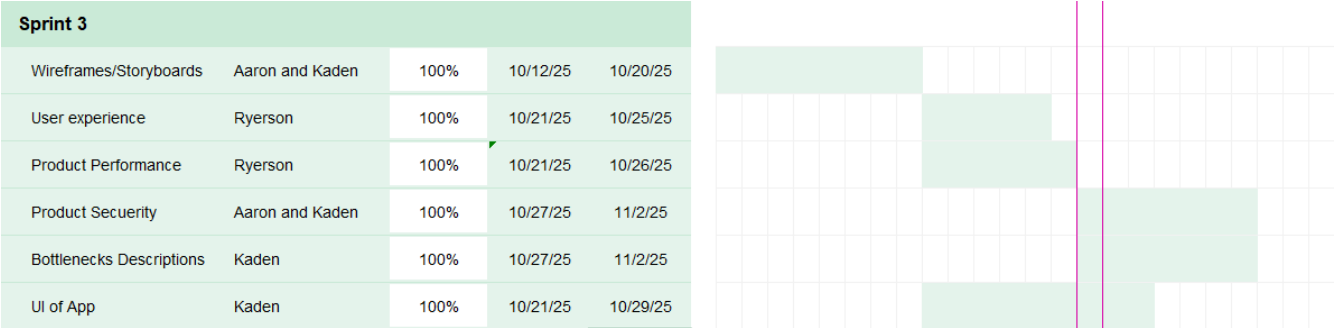 Sprint 3
Wireframes/Storyboards Aaron and Kaden 100% 10/12/25 10/20/25
User experience Ryerson 100% 10/21/25 10/25/25
Product Performance Ryerson 100% 10/21/25 10/26/25
Product Secuerity Aaron and Kaden 100% 10/27/25 11/2/25
Bottlenecks Descriptions Kaden 100% 10/27/25 11/2/25
UI of App Kaden 100% 10/21/25 10/29/25